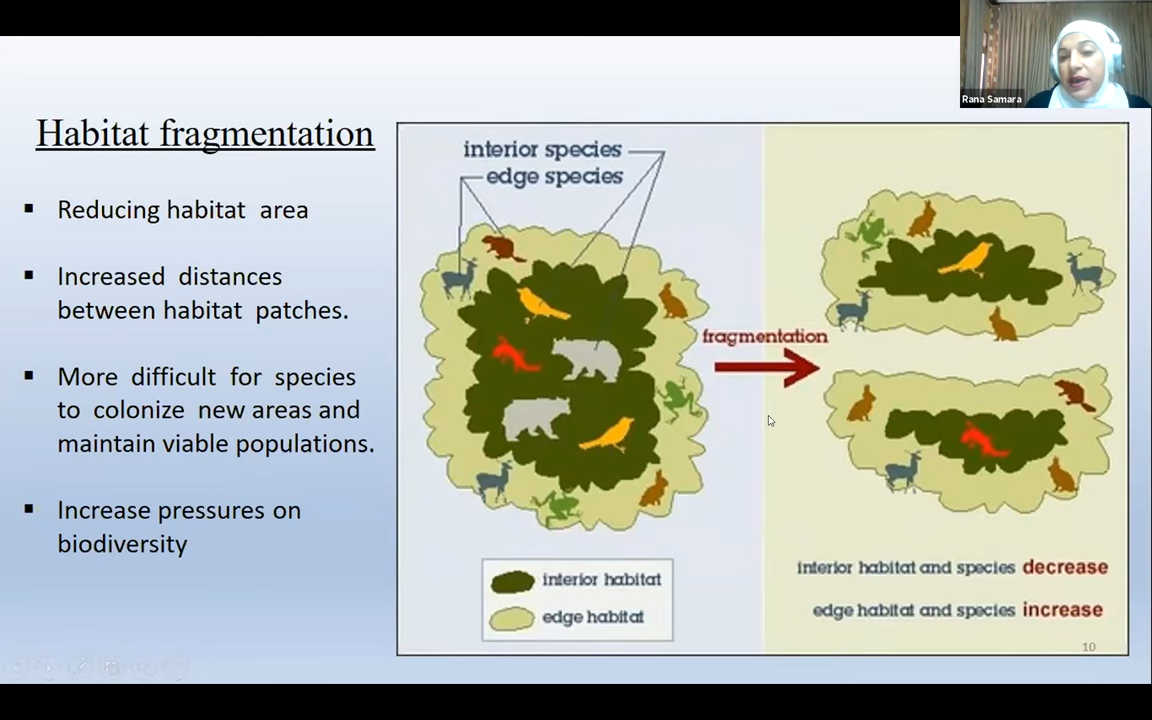 Rana Samara
Habitat fragmentation
▪ Reducing habitat area
▪ Increased distances
between habitat patches.
▪ More difficult for species
to colonize new areas and
maintain viable populations.
▪ Increase pressures on
biodiversity
interior species
edge species
fragmentation
interior habitat
edge habitat
interior habitat and species decrease
edge habitat and species increase
10